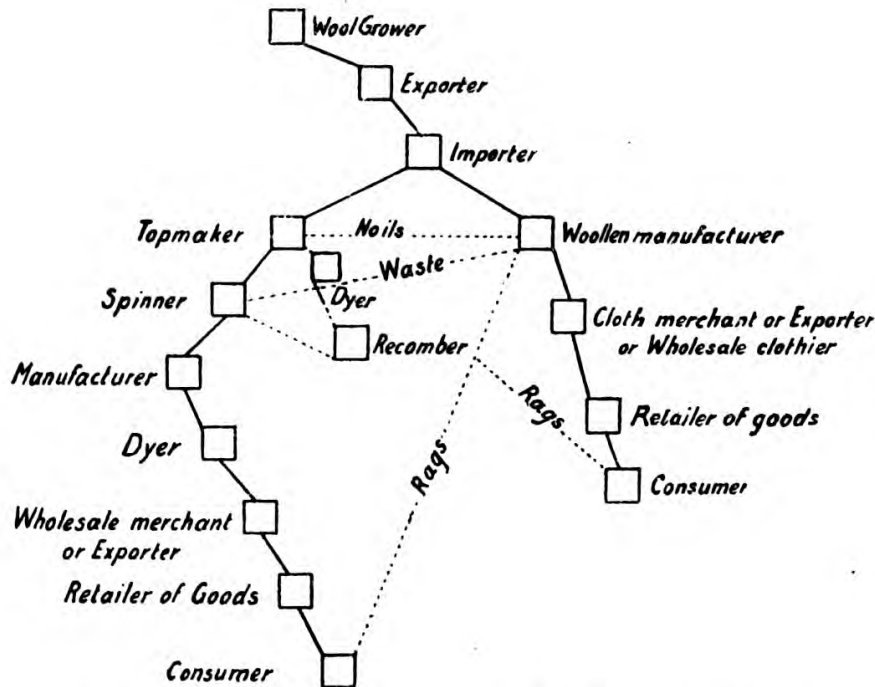 Wool Grower
Exporter
Importer
Topmaker
Noils
Woollen manufacturer
Waste
Dyer
Spinner
Cloth merchant or Exporter
or Wholesale clothier
Recomber
Manufacturer
Rags
Retailer of goods
Dyer
Rags
Consumer
Wholesale merchant
or Exporter
Retailer of Goods
Consumer